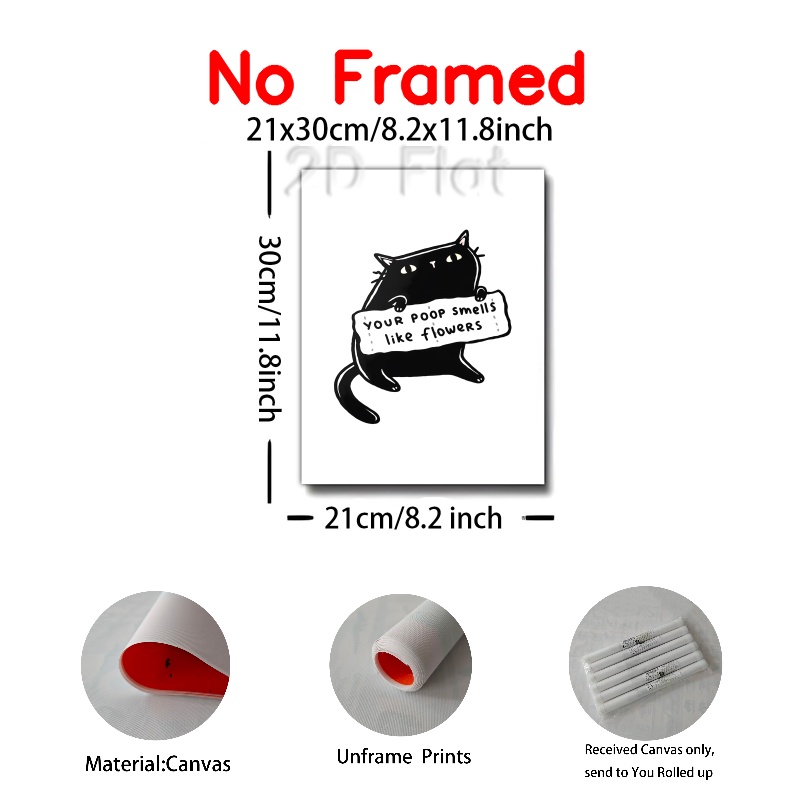 No Framed
21x30cm/8.2x11.8inch
2D Flat
30cm/11.8inch
YOUR POOP smells
like flowers
21cm/8.2 inch
Material:Canvas
Unframe Prints
Received Canvas only,
send to You Rolled up